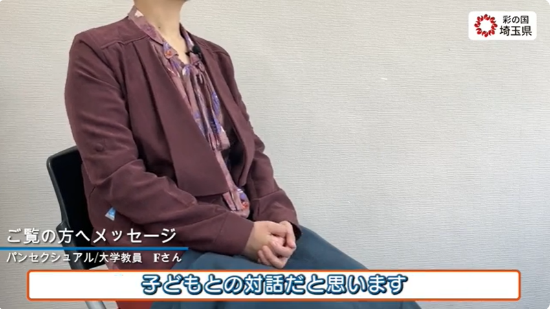 彩の国
埼玉県
ご覧の方へメッセージ
パンセクシュアル/大学教員 Fさん
子どもとの対話だと思います